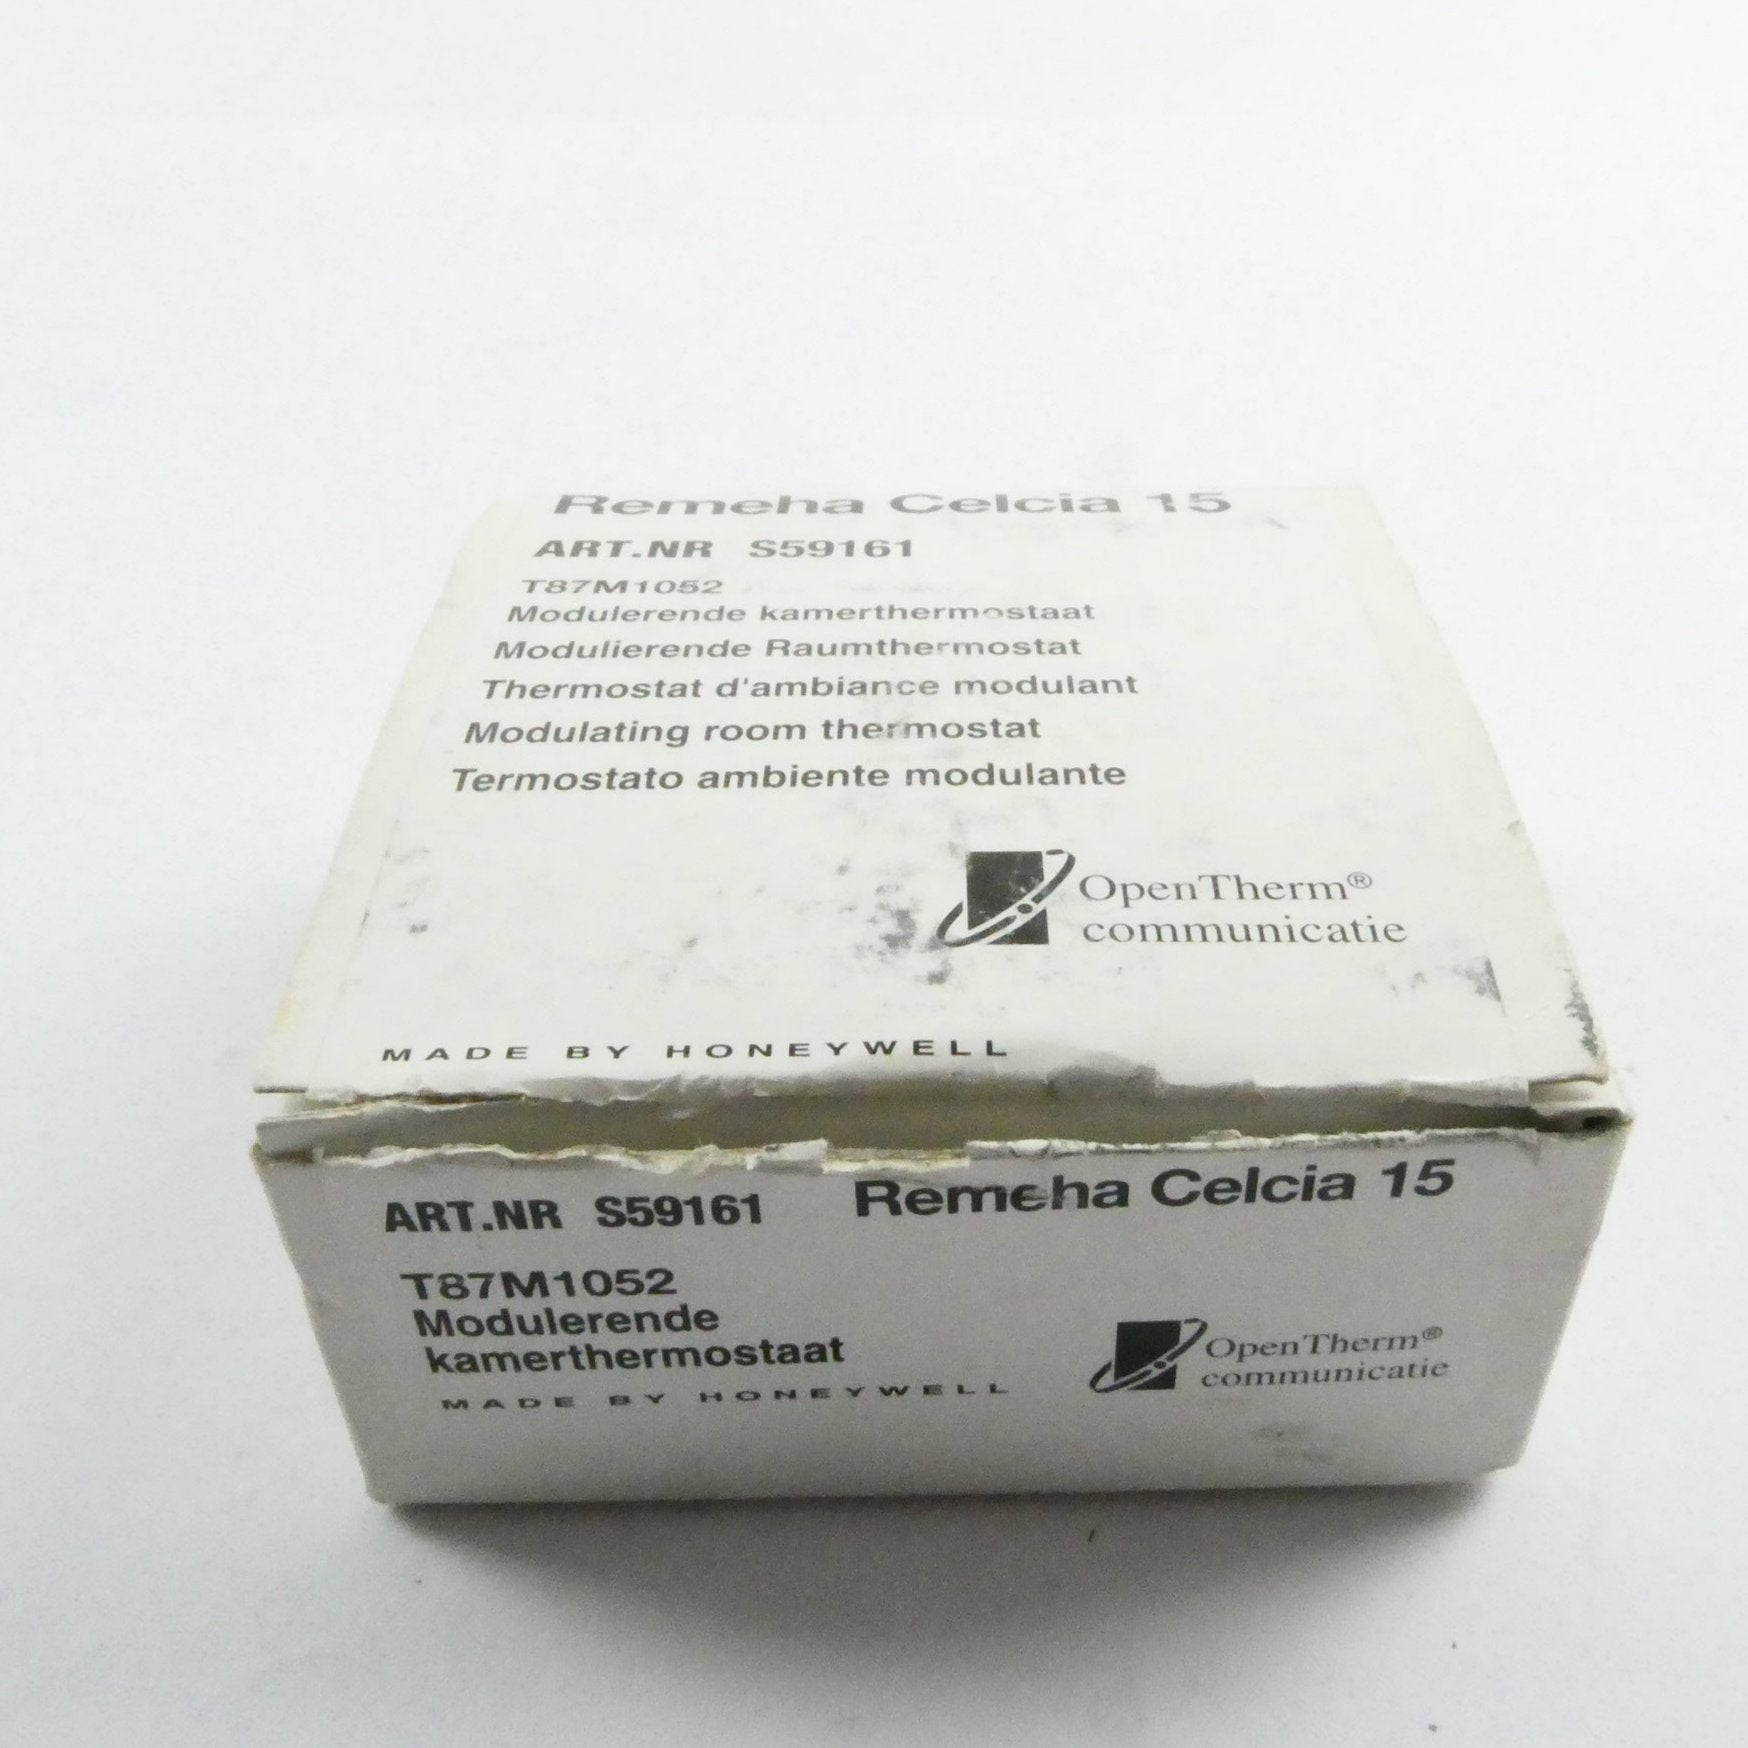 Remeha Celcia 15
ART.NR S59161
T87M1052
Modulerende kamerthermostaat
Modulierende Raumthermostat
Thermostat d'ambiance modulant
Modulating room thermostat
Termostato ambiente modulante
OpenTherm®
communicatie
MADE BY HONEYWELL
ART.NR S59161 Remeha Celcia 15
T87M1052
Modulerende
kamerthermostaat
MADE BY HONEYWELL
OpenTherm®
communicatie